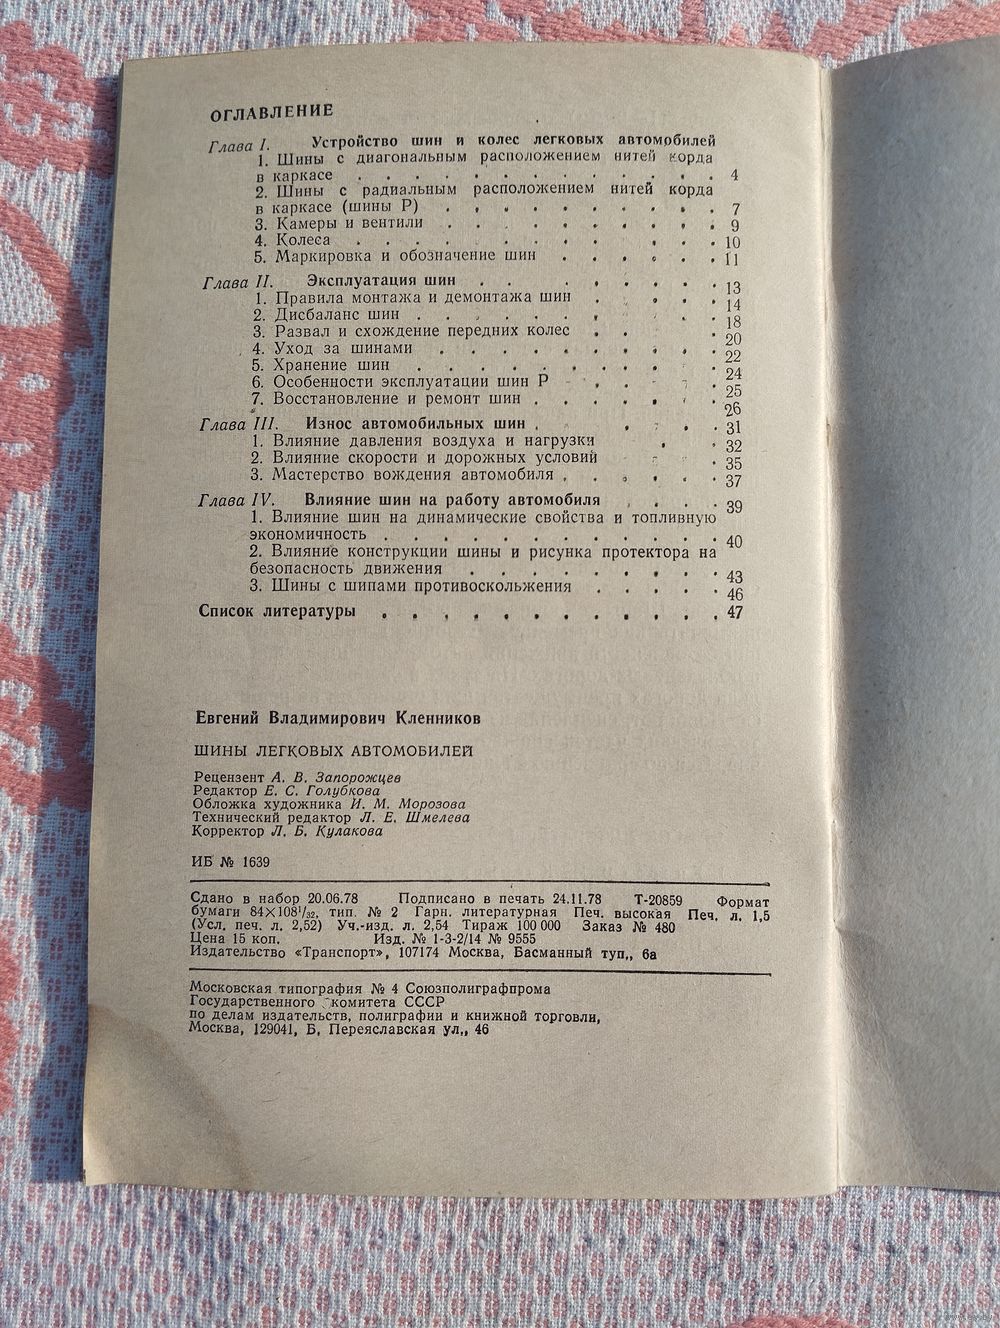 ОГЛАВЛЕНИЕ
Глава I. Устройство шин и колес легковых автомобилей
1. Шины с диагональным расположением нитей корда
в каркасе . . . . . . . . . . . . 4
2. Шины с радиальным расположением нитей корда
в каркасе (шины Р) . . . . . . . . . . 7
3. Камеры и вентили . . . . . . . . . . 9
4. Колеса . . . . . . . . . . . . 10
5. Маркировка и обозначение шин . . . . . . 11
Глава II. Эксплуатация шин . . . . . . . . 13
1. Правила монтажа и демонтажа шин . . . . . 14
2. Дисбаланс шин . . . . . . . . . . 18
3. Развал и схождение передних колес . . . . . 20
4. Уход за шинами . . . . . . . . . . 22
5. Хранение шин . . . . . . . . . . 24
6. Особенности эксплуатации шин Р . . . . . 25
7. Восстановление и ремонт шин . . . . . . . 26
Глава III. Износ автомобильных шин . . . . . . 31
1. Влияние давления воздуха и нагрузки . . . . 32
2. Влияние скорости и дорожных условий . . . . 35
3. Мастерство вождения автомобиля . . . . . . 37
Глава IV. Влияние шин на работу автомобиля . . . . 39
1. Влияние шин на динамические свойства и топливную
экономичность . . . . . . . . . . . . 40
2. Влияние конструкции шины и рисунка протектора на
безопасность движения . . . . . . . . . 43
3. Шины с шипами противоскольжения . . . . . 46
Список литературы . . . . . . . . . . . . 47
Евгений Владимирович Кленников
ШИНЫ ЛЕГКОВЫХ АВТОМОБИЛЕЙ
Рецензент А. В. Запорожцев
Редактор Е. С. Голубкова
Обложка художника И. М. Морозова
Технический редактор Л. Е. Шмелева
Корректор Л. Б. Кулакова
ИБ № 1639
Сдано в набор 20.06.78 Подписано в печать 24.11.78 Т-20859 Формат
бумаги 84×108¹/₃₂, тип. № 2 Гарн. литературная Печ. высокая Печ. л. 1,5
(Усл. печ. л. 2,52) Уч.-изд. л. 2,54 Тираж 100 000 Заказ № 480
Цена 15 коп. Изд. № 1-3-2/14 № 9555
Издательство «Транспорт», 107174 Москва, Басманный туп., 6а
Московская типография № 4 Союзполиграфпрома
Государственного комитета СССР
по делам издательств, полиграфии и книжной торговли,
Москва, 129041, Б. Переяславская ул., 46